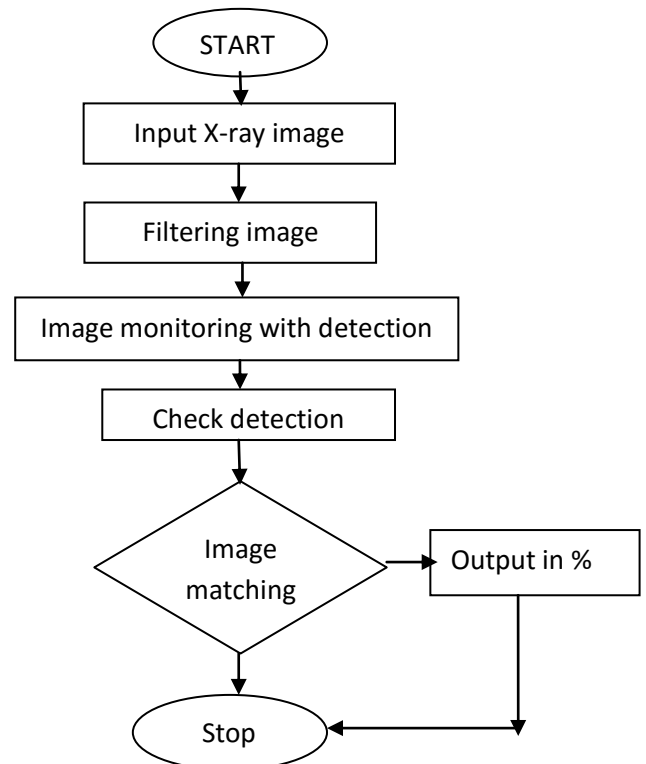 START
Input X-ray image
Filtering image
Image monitoring with detection
Check detection
Image
matching
Output in %
Stop